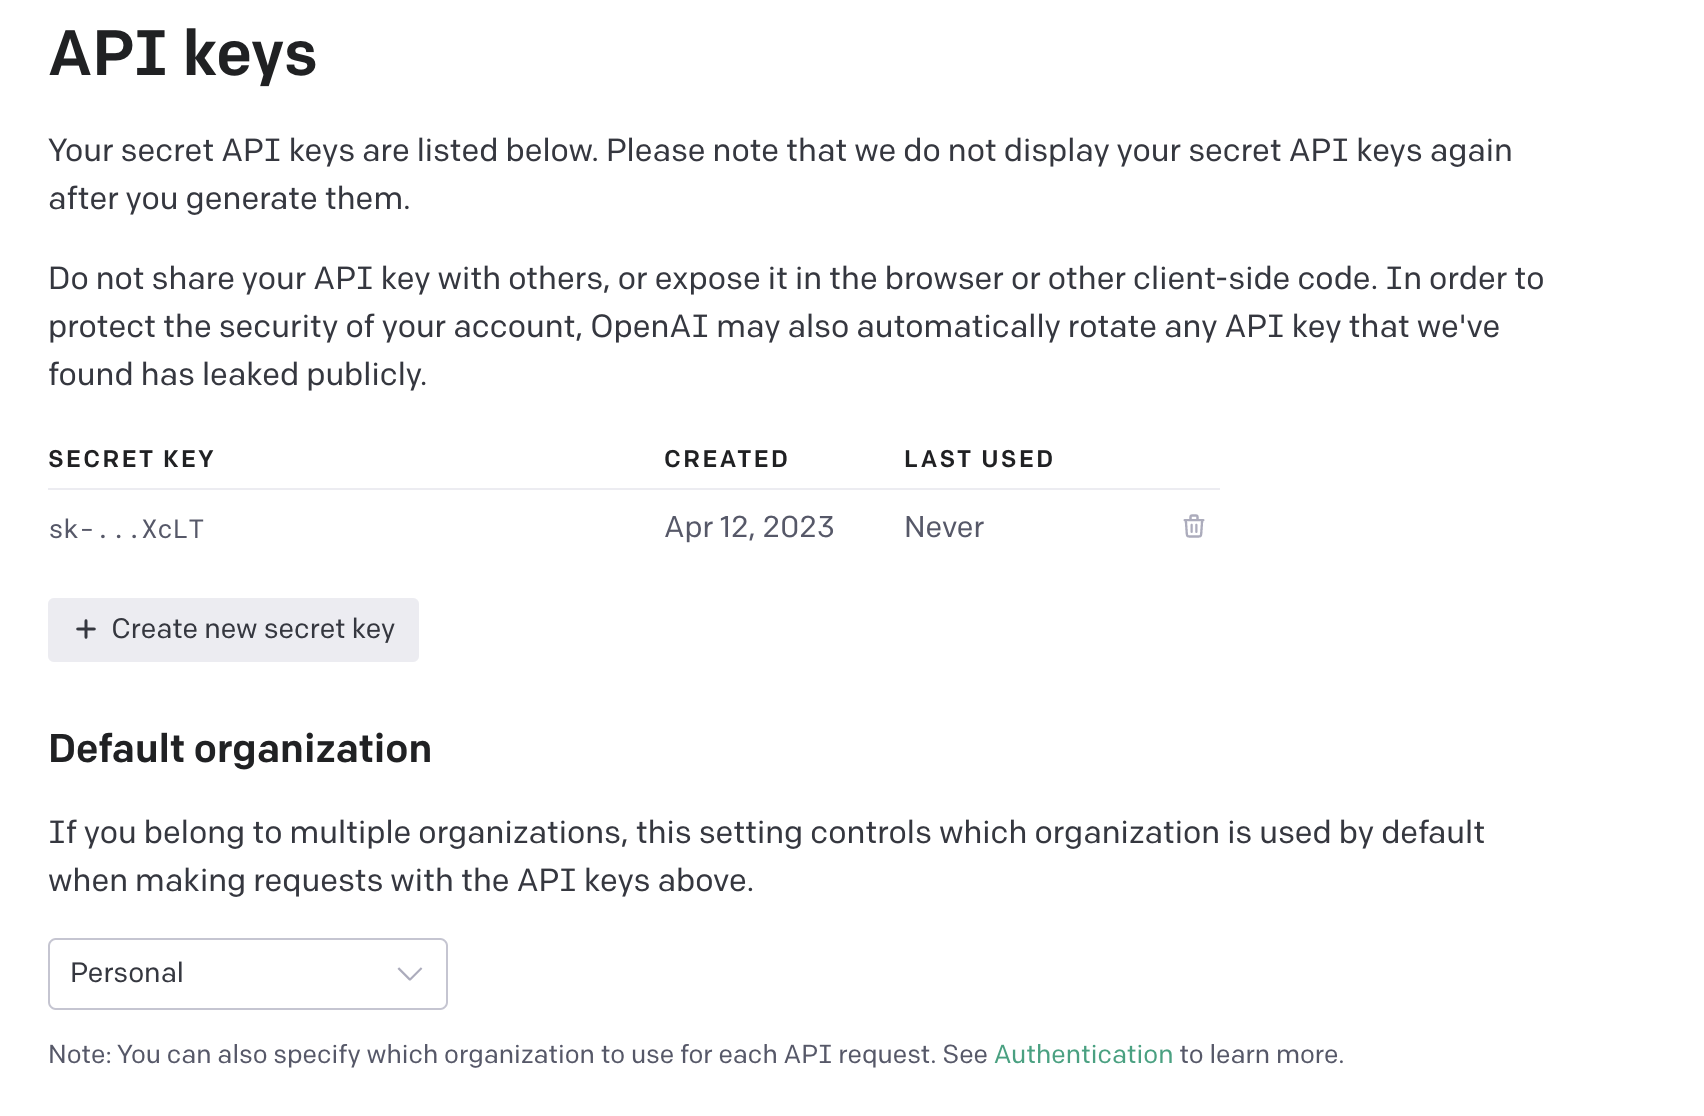 API keys
Your secret API keys are listed below. Please note that we do not display your secret API keys again
after you generate them.
Do not share your API key with others, or expose it in the browser or other client-side code. In order to
protect the security of your account, OpenAI may also automatically rotate any API key that we've
found has leaked publicly.
SECRET KEY CREATED LAST USED
sk-...XcLT Apr 12, 2023 Never
+ Create new secret key
Default organization
If you belong to multiple organizations, this setting controls which organization is used by default
when making requests with the API keys above.
Personal
Note: You can also specify which organization to use for each API request. See Authentication to learn more.